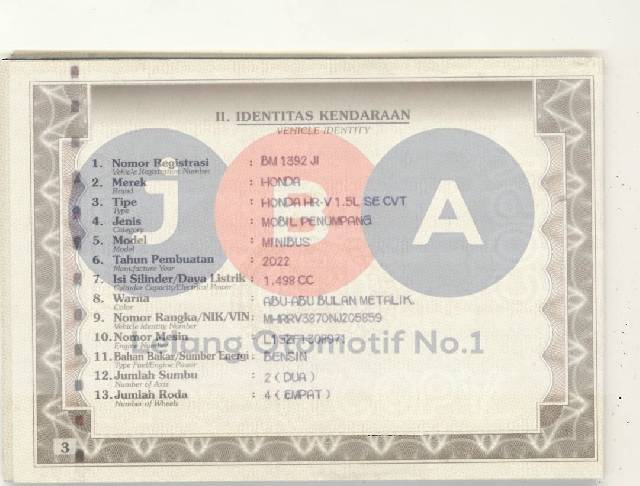 II. IDENTITAS KENDARAAN
VEHICLE IDENTITY
1. Nomor Registrasi : BM 1392 JI
Vehicle Registration Number
2. Merek : HONDA
Brand
3. Tipe : HONDA HR-V 1.5L SE CVT
Type
4. Jenis : MOBIL PENUMPANG
Category
5. Model : MINIBUS
Model
6. Tahun Pembuatan : 2022
Manufacture Year
7. Isi Silinder/Daya Listrik : 1.498 CC
Cylinder Capacity/Electrical Power
8. Warna : ABU-ABU BULAN METALIK
Color
9. Nomor Rangka/NIK/VIN : MHRRV3870NJ205859
Vehicle Identity Number
10. Nomor Mesin :
Engine Number
11. Bahan Bakar/Sumber Energi : BENSIN
Type Fuel/Engine Power
12. Jumlah Sumbu : 2 ( DUA )
Number of Axis
13. Jumlah Roda : 4 ( EMPAT )
Number of Wheels
3
JBA
Lelang Otomotif No.1